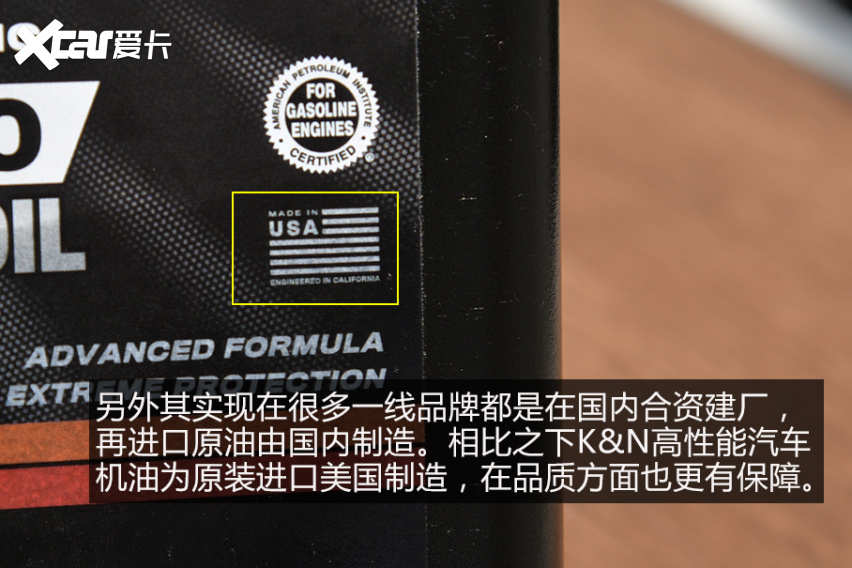 Xcar爱卡
O
OIL
AMERICAN PETROLEUM INSTITUTE
FOR
GASOLINE
ENGINES
CERTIFIED
®
MADE IN
USA
ENGINEERED IN CALIFORNIA
ADVANCED FORMULA
EXTREME PROTECTION
另外其实现在很多一线品牌都是在国内合资建厂，
再进口原油由国内制造。相比之下K&N高性能汽车
机油为原装进口美国制造，在品质方面也更有保障。